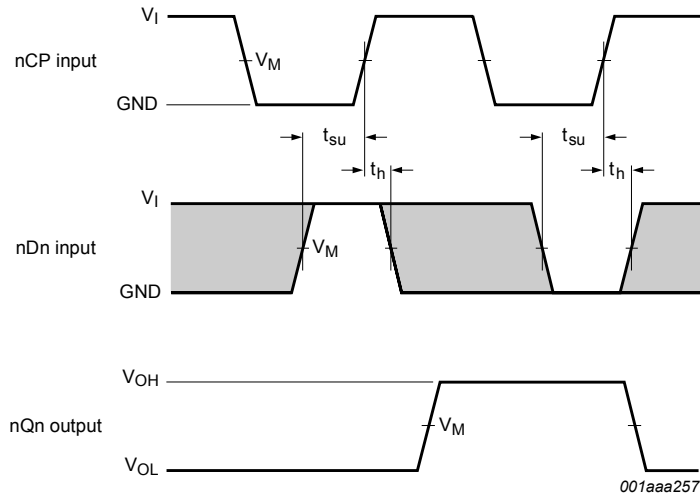 V_I
nCP input
V_M
GND
t_su
t_su
t_h
t_h
V_I
nDn input
V_M
GND
V_OH
nQn output
V_M
V_OL
001aaa257